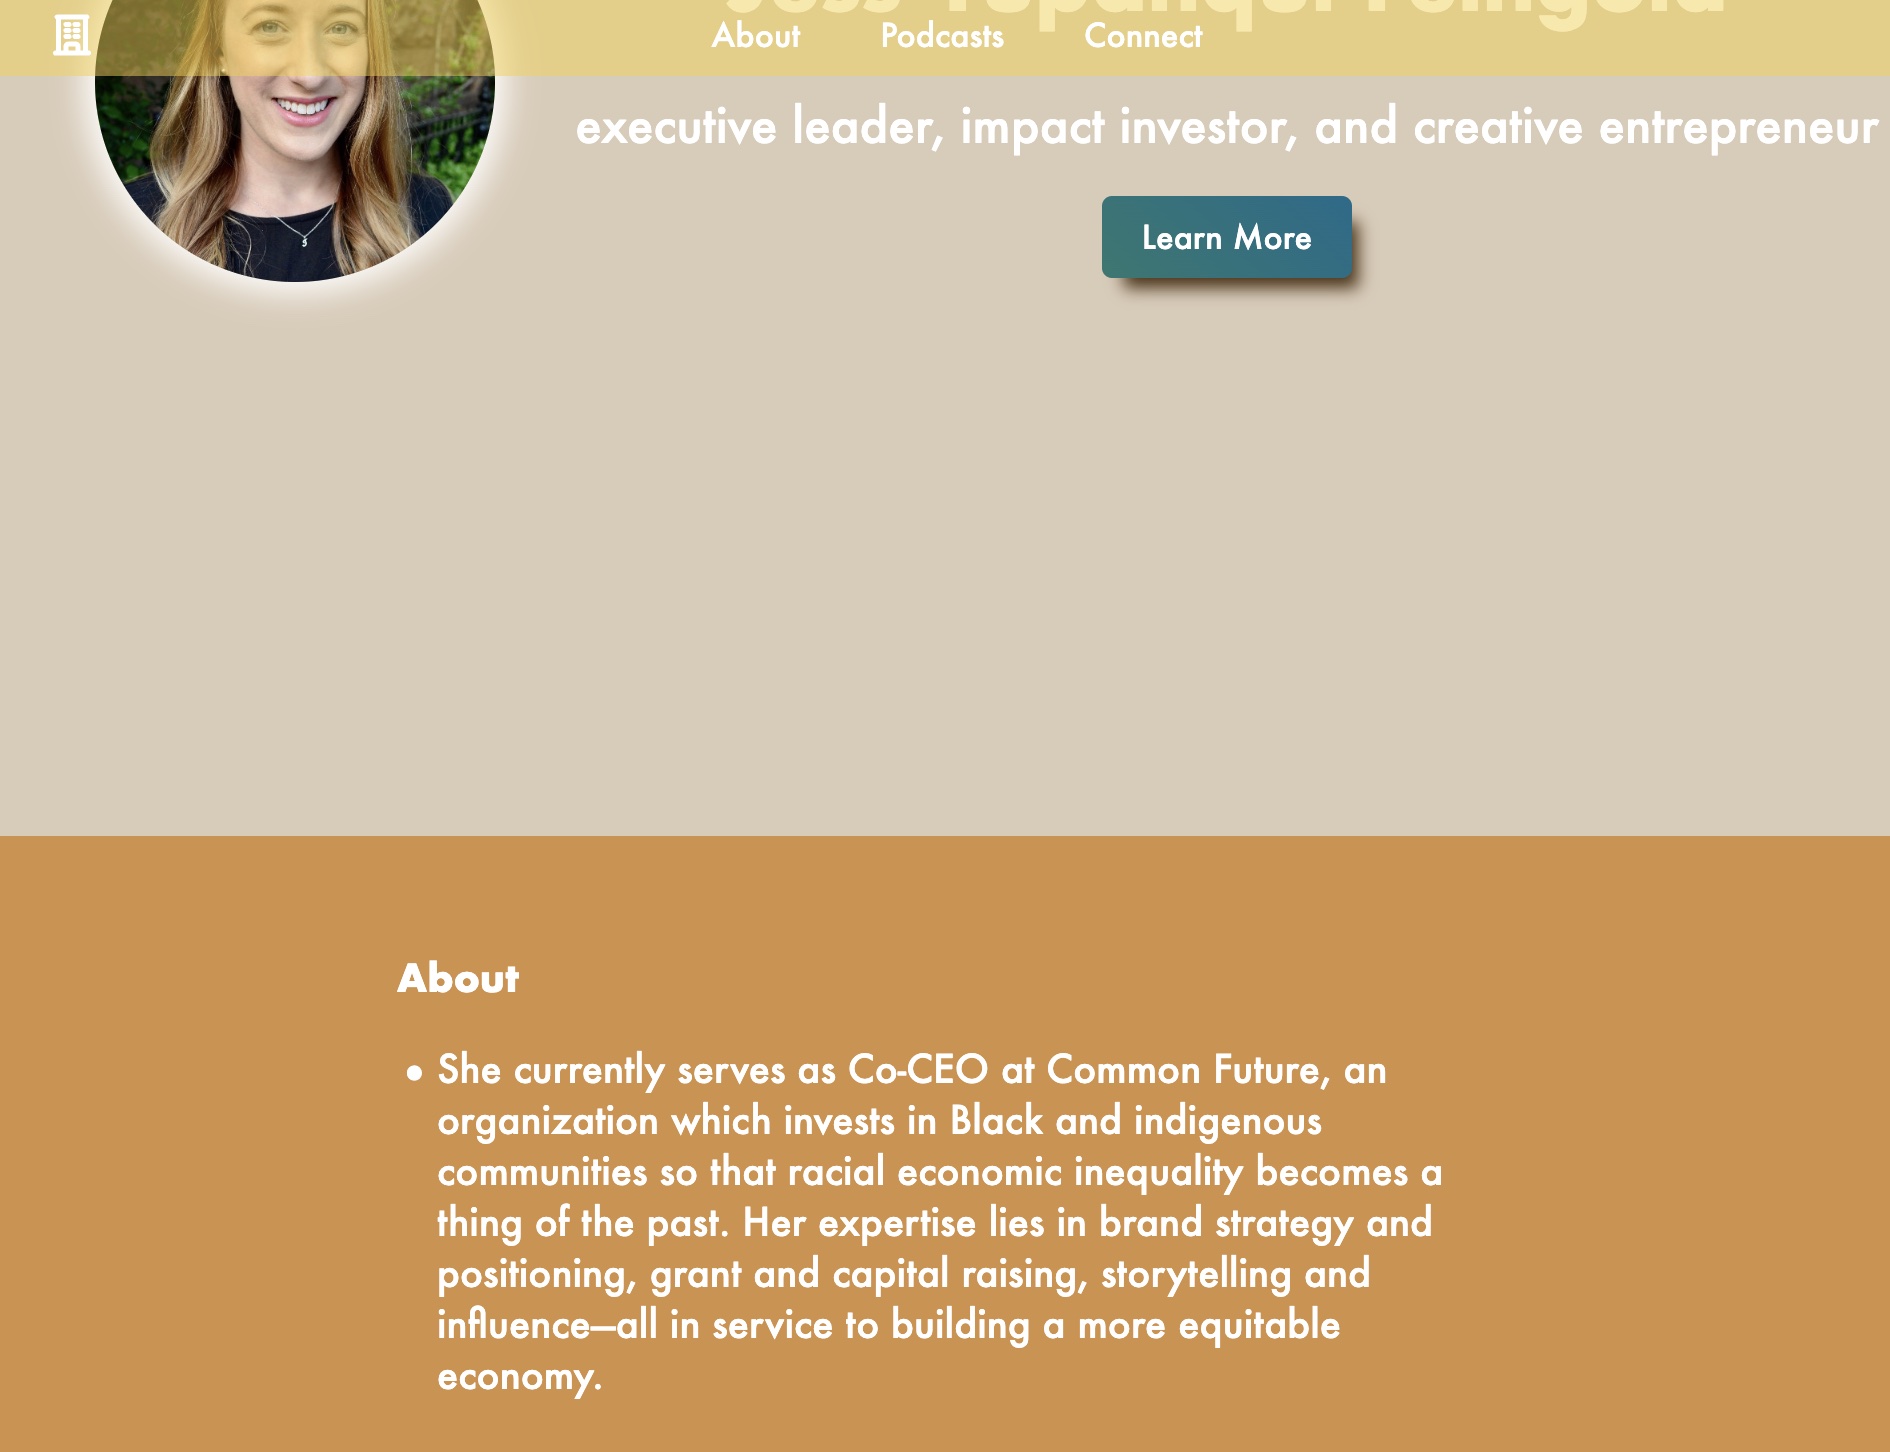 Jess Yupanqui Feingold
About Podcasts Connect
executive leader, impact investor, and creative entrepreneur
Learn More
About
• She currently serves as Co-CEO at Common Future, an
organization which invests in Black and indigenous
communities so that racial economic inequality becomes a
thing of the past. Her expertise lies in brand strategy and
positioning, grant and capital raising, storytelling and
influence—all in service to building a more equitable
economy.